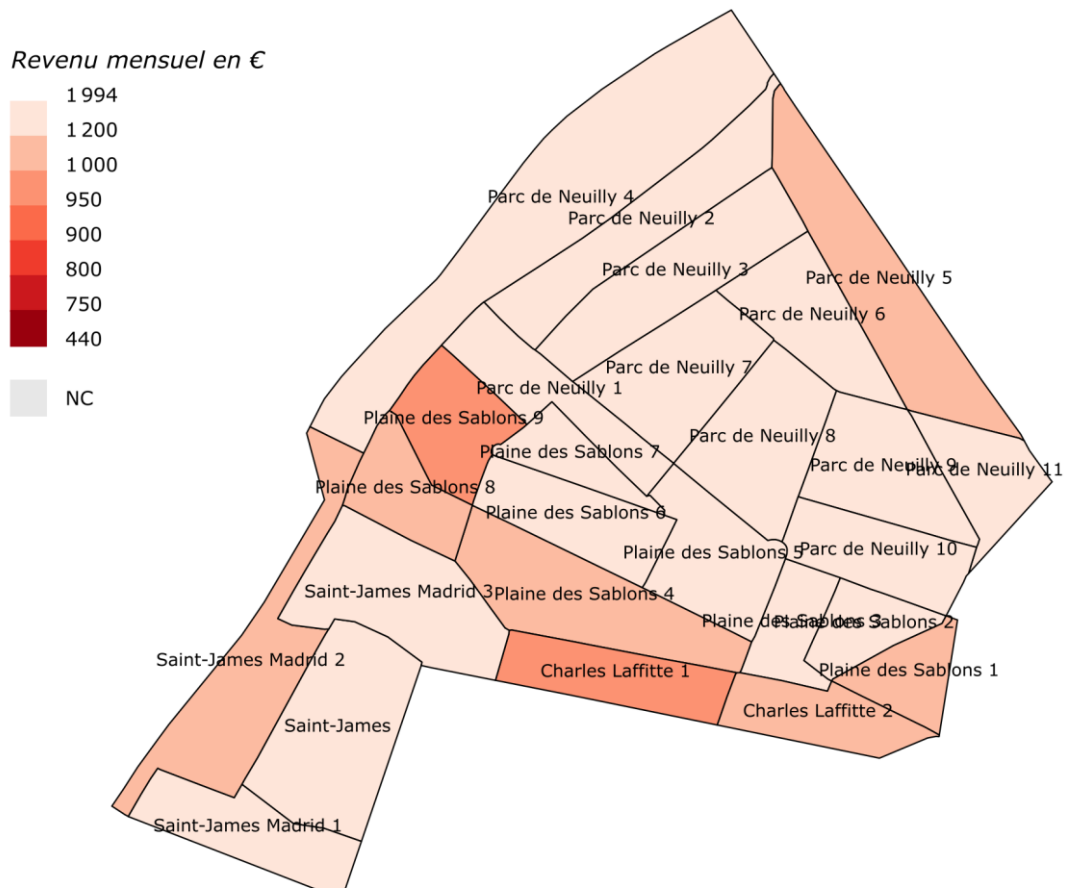 Revenu mensuel en €
1 994
1 200
1 000
950
900
800
750
440
NC
Parc de Neuilly 4
Parc de Neuilly 2
Parc de Neuilly 3
Parc de Neuilly 5
Parc de Neuilly 6
Parc de Neuilly 7
Parc de Neuilly 1
Plaine des Sablons 9
Parc de Neuilly 8
Plaine des Sablons 7
Parc de Neuilly 9
Parc de Neuilly 11
Plaine des Sablons 8
Plaine des Sablons 6
Plaine des Sablons 5
Parc de Neuilly 10
Saint-James Madrid 3
Plaine des Sablons 4
Plaine des Sablons 3
Plaine des Sablons 2
Saint-James Madrid 2
Charles Laffitte 1
Plaine des Sablons 1
Charles Laffitte 2
Saint-James
Saint-James Madrid 1